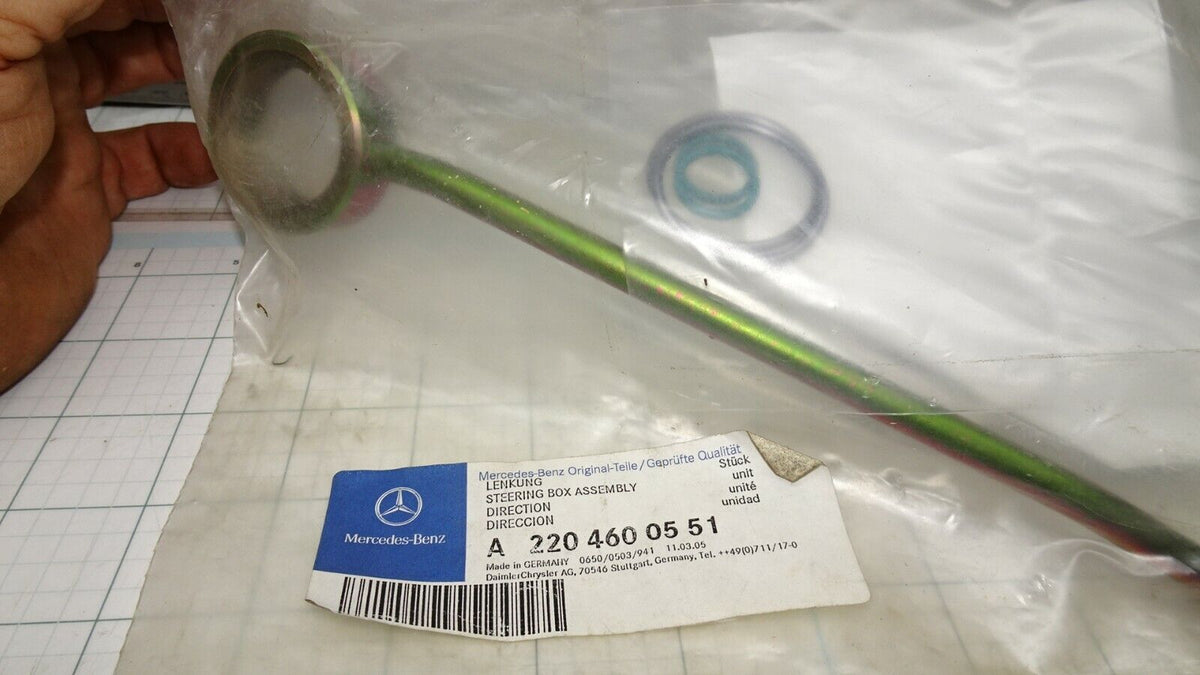 6
5
Mercedes-Benz
Mercedes-Benz Original-Teile/Geprüfte Qualität
LENKUNG
STEERING BOX ASSEMBLY
DIRECTION
DIRECCION
Stück
unit
unité
unidad
A 220 460 05 51
Made in GERMANY 0650/0503/941 11.03.05
DaimlerChrysler AG, 70546 Stuttgart, Germany, Tel. ++49(0)711/17-0